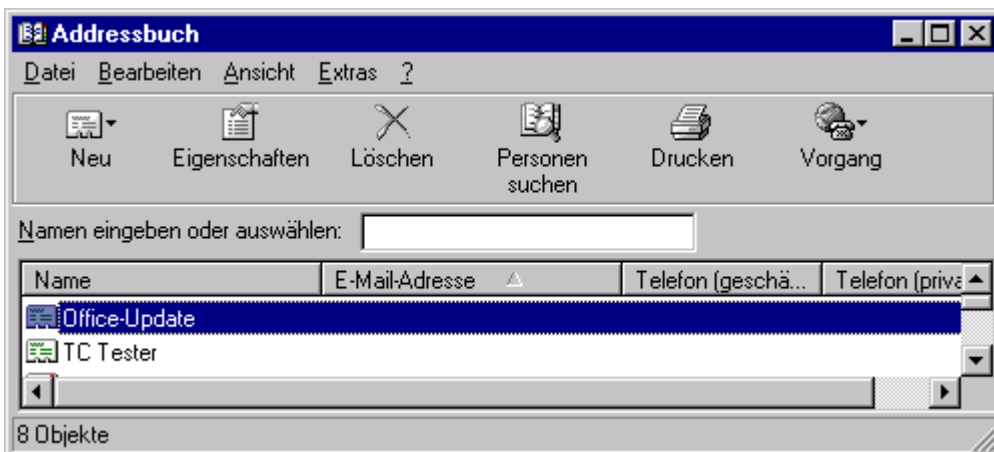 Addressbuch
Datei Bearbeiten Ansicht Extras ?
Neu Eigenschaften Löschen Personen suchen Drucken Vorgang
Namen eingeben oder auswählen:
Name E-Mail-Adresse Telefon (geschä... Telefon (priva
Office-Update
TC Tester
8 Objekte